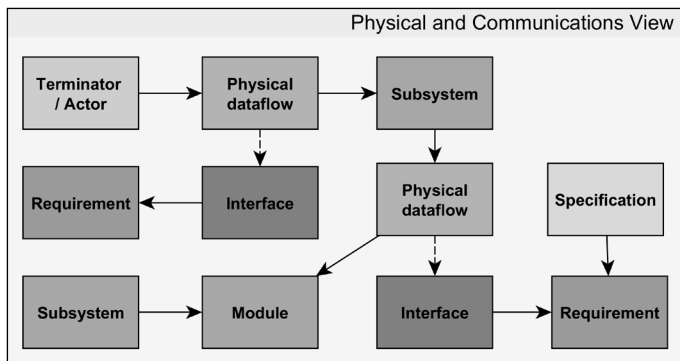 Physical and Communications View
Terminator
/ Actor
Physical
dataflow
Subsystem
Requirement
Interface
Physical
dataflow
Specification
Subsystem
Module
Interface
Requirement